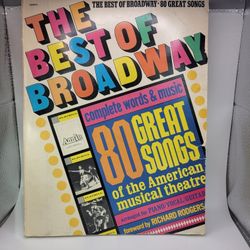 THE BEST OF BROADWAY • 80 GREAT SONGS
THE
BEST OF
BROADWAY
complete words & music
80 GREAT
SONGS
of the American
musical theatre
arranged for PIANO/VOCAL/GUITAR
foreword by RICHARD RODGERS